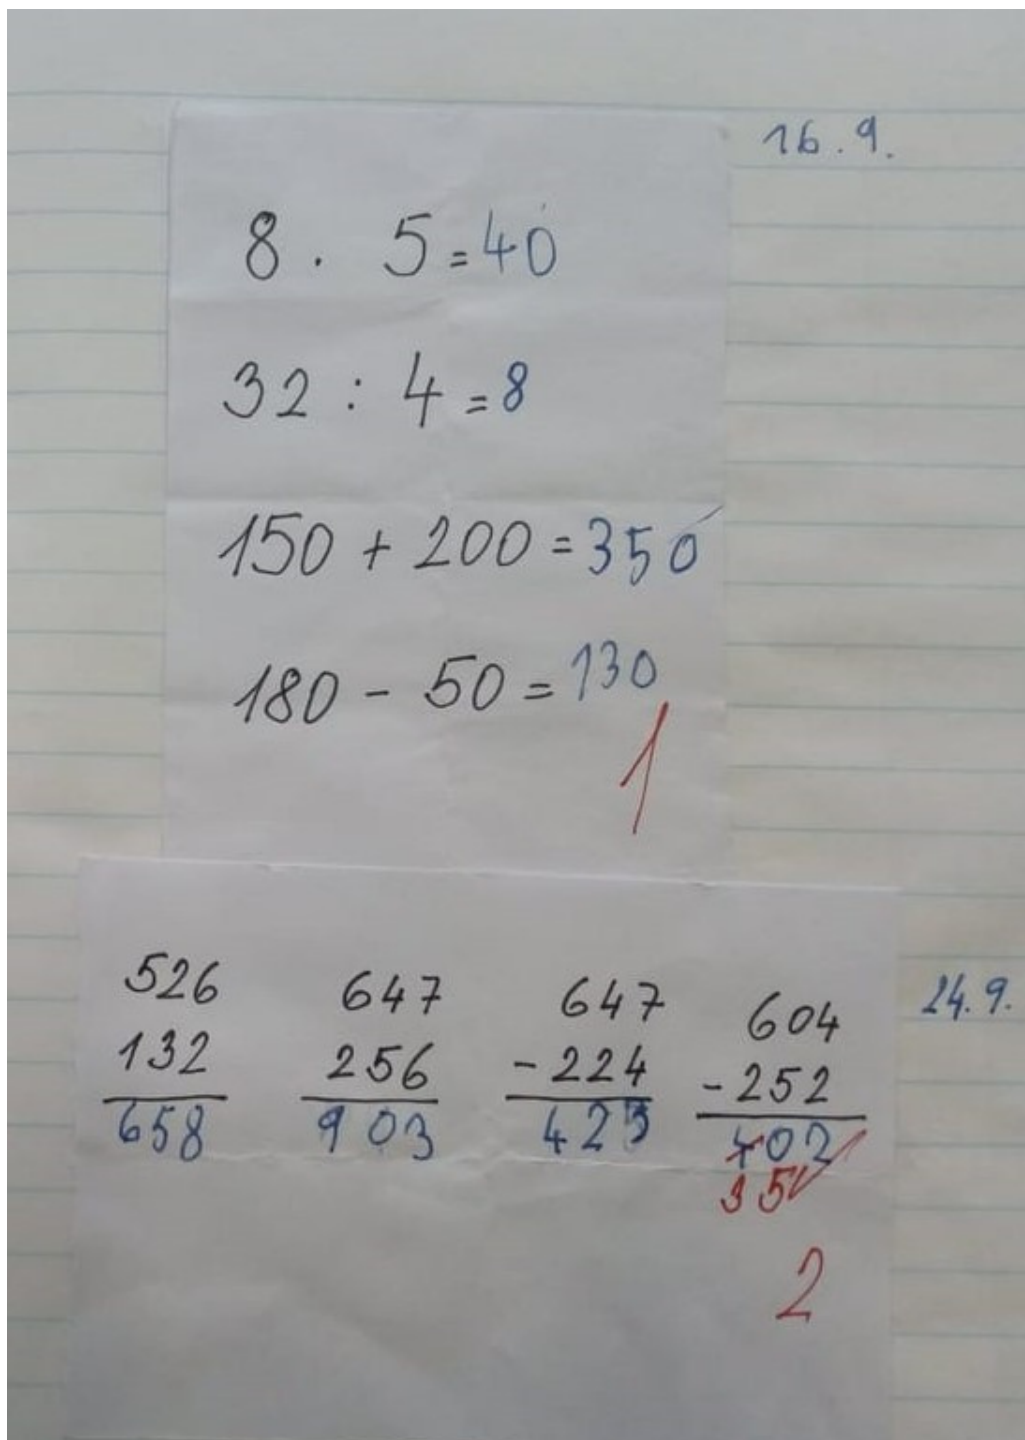 16.9.
8 . 5 = 40
32 : 4 = 8
150 + 200 = 350
180 - 50 = 130
1
526 647 647 604
132 256 -224 -252
658 903 423 402
24.9.
35
2